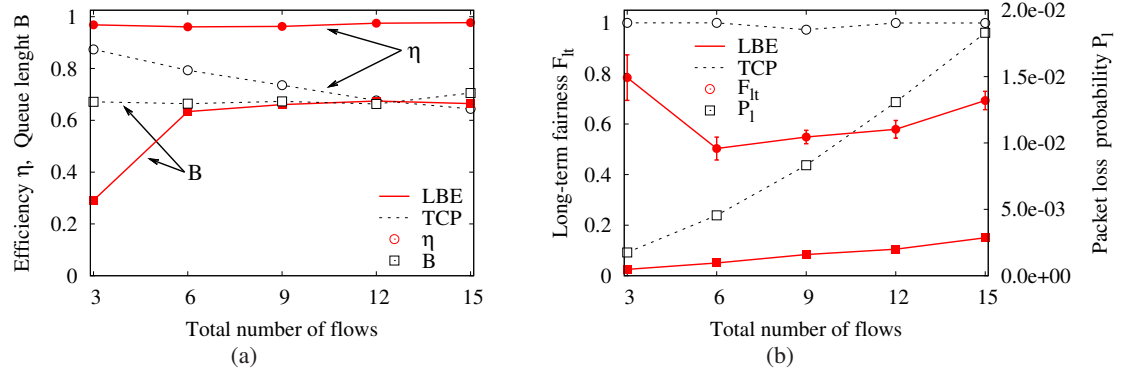 Efficiency η, Queue lenght B
1
0.8
0.6
0.4
0.2
0
3
6
9
12
15
Total number of flows
η
B
LBE
TCP
η
B
(a)
Long-term fairness F_lt
1
0.8
0.6
0.4
0.2
0
3
6
9
12
15
Total number of flows
LBE
TCP
F_lt
P_l
2.0e-02
1.5e-02
1.0e-02
5.0e-03
0.0e+00
Packet loss probability P_l
(b)